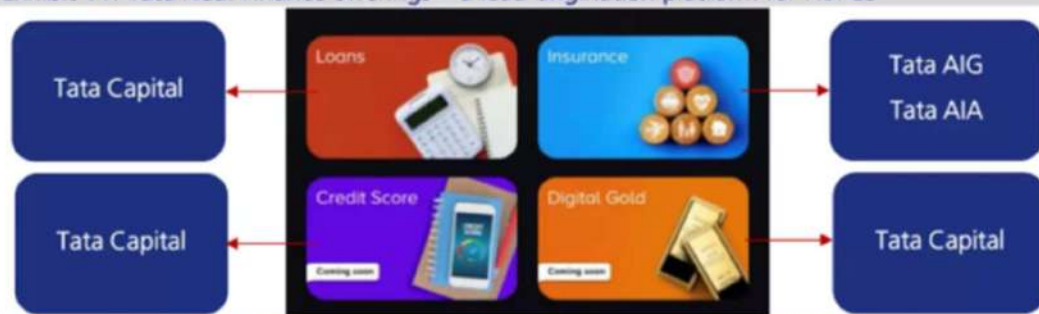 Tata Capital
Loans
Insurance
Tata AIG
Tata AIA
Tata Capital
Credit Score
Coming soon
Digital Gold
Coming soon
Tata Capital